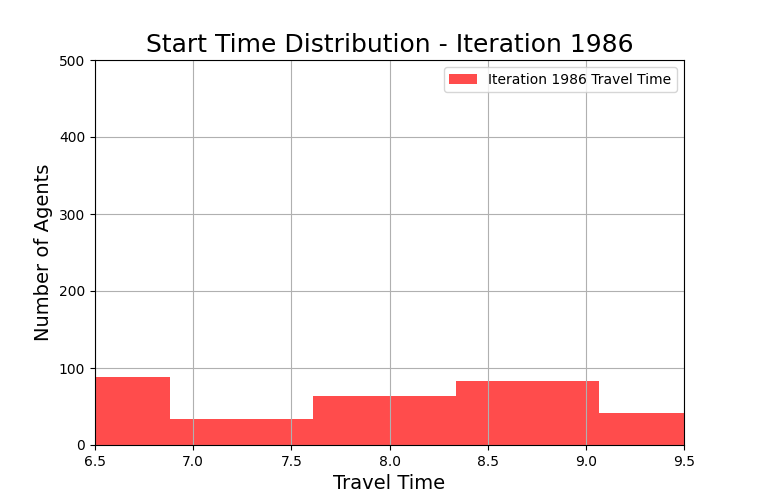 Start Time Distribution - Iteration 1986
Iteration 1986 Travel Time
Number of Agents
500
400
300
200
100
0
6.5 7.0 7.5 8.0 8.5 9.0 9.5
Travel Time